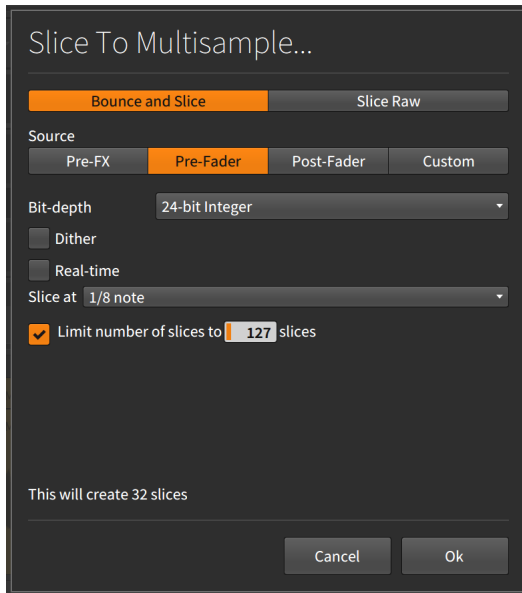 Slice To Multisample...
Bounce and Slice Slice Raw
Source
Pre-FX Pre-Fader Post-Fader Custom
Bit-depth 24-bit Integer
Dither
Real-time
Slice at 1/8 note
Limit number of slices to 127 slices
This will create 32 slices
Cancel Ok